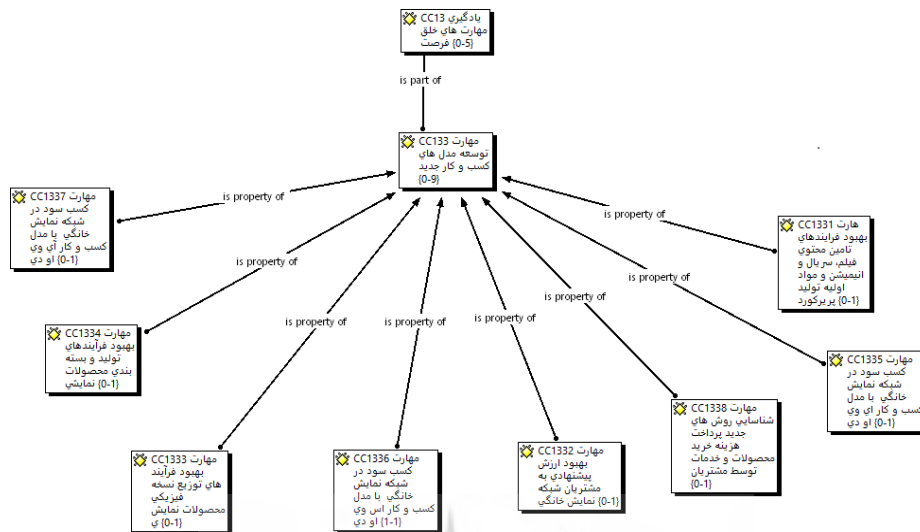 CC13 يادگيري
مهارت هاي خلق
فرصت {0-5}
is part of
CC133 مهارت
توسعه مدل هاي
كسب و كار جديد
{0-9}
is property of
is property of
is property of
is property of
is property of
is property of
is property of
is property of
CC1337 مهارت
كسب سود در
شبكه نمايش
خانگي با مدل
كسب و كار آي وي
او دي {0-1}
CC1331 هارت
بهبود فرايندهاي
تامين محتوي
فيلم، سريال و
انيميشن و مواد
اوليه توليد
پريركورد {0-1}
CC1334 مهارت
بهبود فرآيندهاي
توليد و بسته
بندي محصولات
نمايشي {0-1}
CC1335 مهارت
كسب سود در
شبكه نمايش
خانگي با مدل
كسب و كار اي وي
او دي {0-1}
CC1338 مهارت
شناسايي روش هاي
جديد پرداخت
هزينه خريد
محصولات و خدمات
توسط مشتريان
{0-1}
CC1332 مهارت
بهبود ارزش
پيشنهادي به
مشتريان شبكه
نمايش خانگي {0-1}
CC1336 مهارت
كسب سود در
شبكه نمايش
خانگي با مدل
كسب و كار اس وي
او دي {1-1}
CC1333 مهارت
بهبود فرآيند
هاي توزيع نسخه
فيزيكي
محصولات نمايش
ي {0-1}